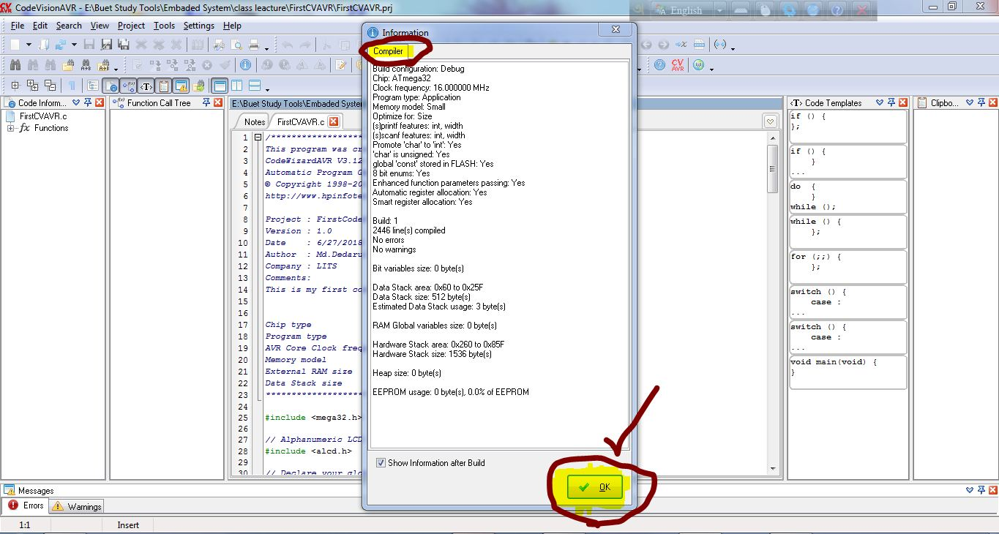 CodeVisionAVR - E:\Buet Study Tools\Embaded System\class leacture\FirstCVAVR\FirstCVAVR.prj
English
File Edit Search View Project Tools Settings Help
Information
Compiler
Build configuration: Debug
Chip: ATmega32
Clock frequency: 16.000000 MHz
Program type: Application
Memory model: Small
Optimize for: Size
(s)printf features: int, width
(s)scanf features: int, width
Promote 'char' to 'int': Yes
'char' is unsigned: Yes
global 'const' stored in FLASH: Yes
8 bit enums: Yes
Enhanced function parameters passing: Yes
Automatic register allocation: Yes
Smart register allocation: Yes
Build: 1
2446 line(s) compiled
No errors
No warnings
Bit variables size: 0 byte(s)
Data Stack area: 0x60 to 0x25F
Data Stack size: 512 byte(s)
Estimated Data Stack usage: 3 byte(s)
RAM Global variables size: 0 byte(s)
Hardware Stack area: 0x260 to 0x85F
Hardware Stack size: 1536 byte(s)
Heap size: 0 byte(s)
EEPROM usage: 0 byte(s), 0.0% of EEPROM
Show Information after Build
OK
Code Inform...
FirstCVAVR.c
fx Functions
Function Call Tree
E:\Buet Study Tools\Embaded Syste
Notes FirstCVAVR.c
1 /***********************
2 This program was cr
3 CodeWizardAVR V3.12
4 Automatic Program G
5 © Copyright 1998-20
6 http://www.hpinfote
7
8 Project : FirstCode
9 Version : 1.0
10 Date : 6/27/2018
11 Author : Md.Dedaru
12 Company : LITS
13 Comments:
14 This is my first co
15
16
17 Chip type
18 Program type
19 AVR Core Clock freq
20 Memory model
21 External RAM size
22 Data Stack size
23 ***********************
24
25 #include <mega32.h>
26
27 // Alphanumeric LCD
28 #include <alcd.h>
29
30 // Declare your glo
<T> Code Templates
if () {
};
if () {
}
...
do {
}
while ();
while () {
};
for (;;) {
};
switch () {
case :
...
switch () {
case :
...
void main(void) {
}
Clipbo...
Messages
Errors Warnings
1:1 Insert
CV
AVR